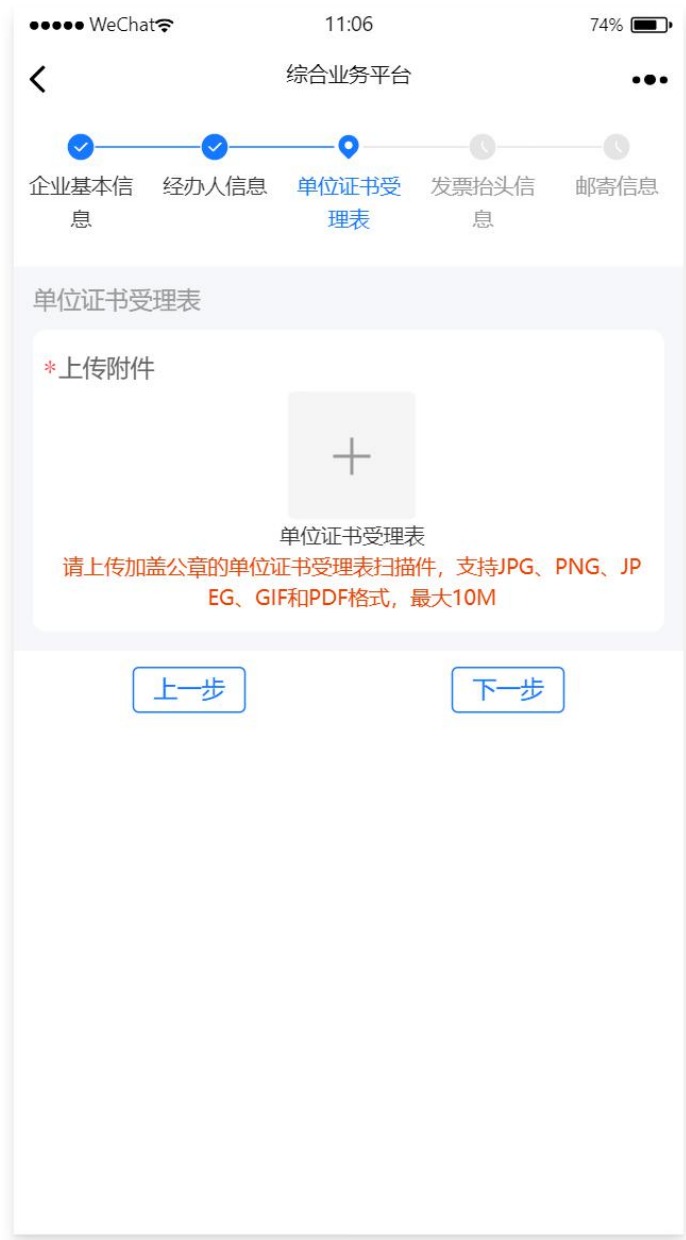 ●●●●● WeChat 11:06 74%
综合业务平台
企业基本信 经办人信息 单位证书受 发票抬头信 邮寄信息
息 理表 息
单位证书受理表
*上传附件
单位证书受理表
请上传加盖公章的单位证书受理表扫描件，支持JPG、PNG、JP
EG、GIF和PDF格式，最大10M
上一步 下一步